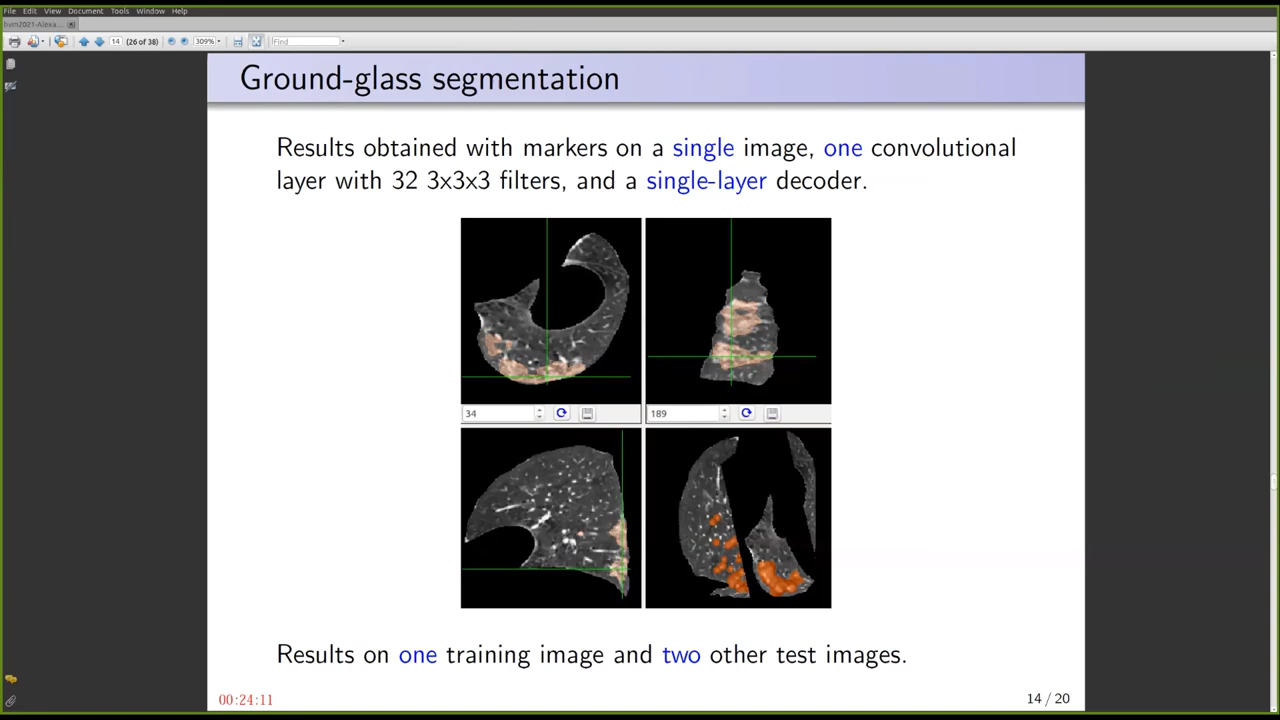 File Edit View Document Tools Window Help
bvm2021-Alexa...
14 (26 of 38) 309% Find
Ground-glass segmentation
Results obtained with markers on a single image, one convolutional
layer with 32 3x3x3 filters, and a single-layer decoder.
34
189
Results on one training image and two other test images.
00:24:11
14 / 20